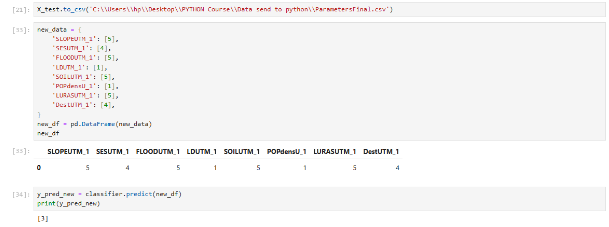 [21]: X_test.to_csv('C:\\Users\\hp\\Desktop\\PYTHON Course\\Data send to python\\ParametersFinal.csv')
[33]: new_data = {
'SLOPEUTM_1': [5],
'SESUTM_1': [4],
'FLOODUTM_1': [5],
'LDUTM_1': [1],
'SOILUTM_1': [5],
'POPdensU_1': [1],
'LURASUTM_1': [5],
'DestUTM_1': [4],
}
new_df = pd.DataFrame(new_data)
new_df
[33]: SLOPEUTM_1 SESUTM_1 FLOODUTM_1 LDUTM_1 SOILUTM_1 POPdensU_1 LURASUTM_1 DestUTM_1
0 5 4 5 1 5 1 5 4
[34]: y_pred_new = classifier.predict(new_df)
print(y_pred_new)
[3]